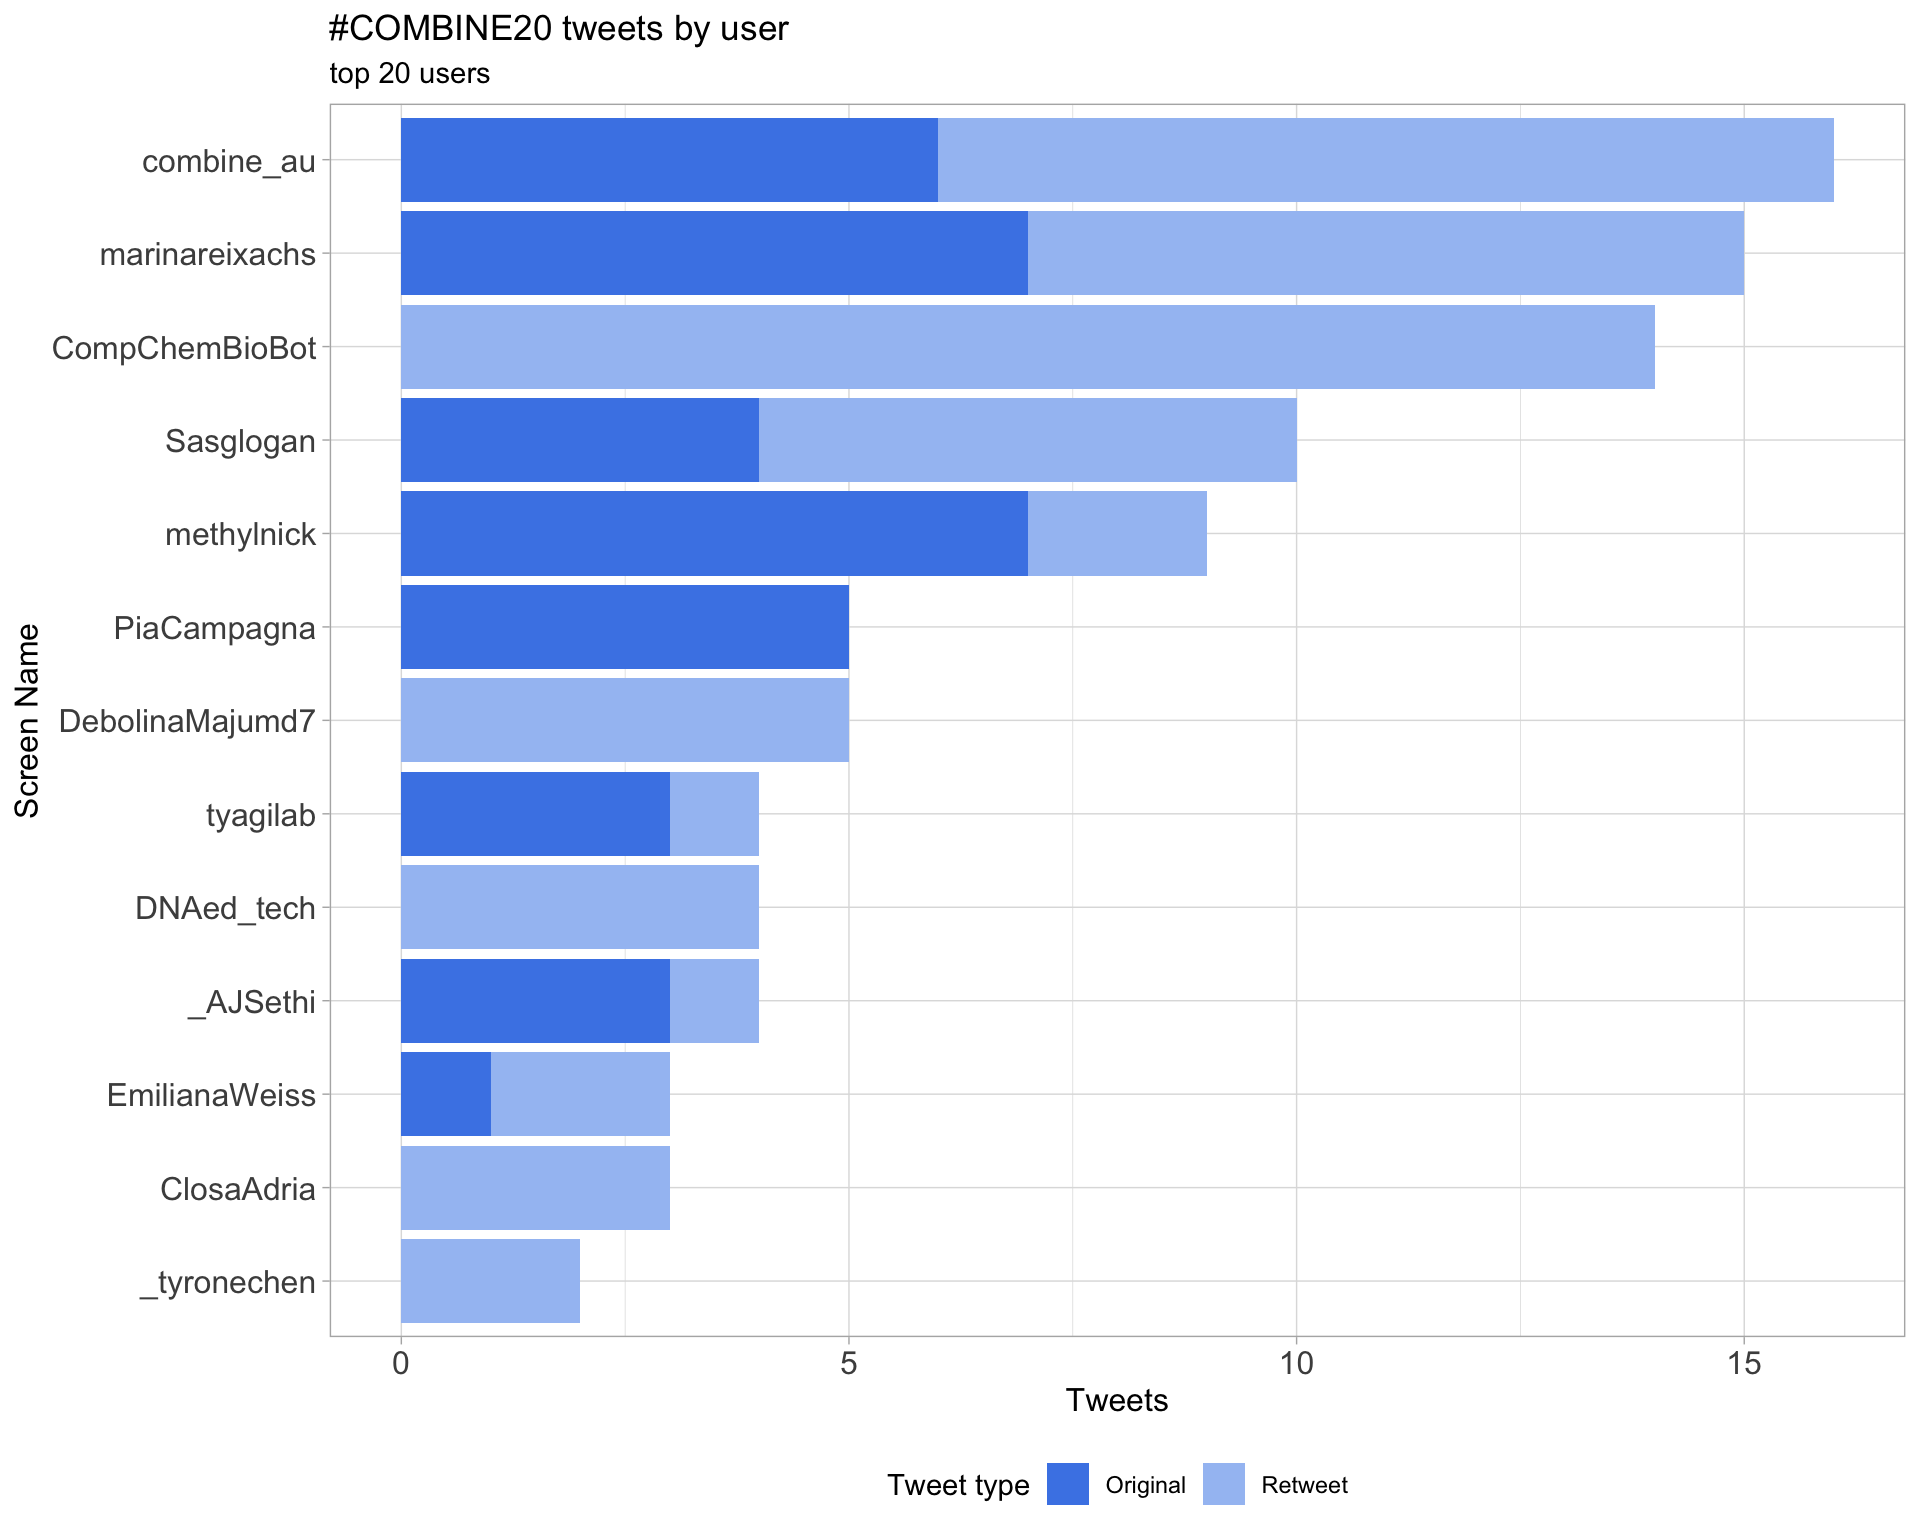 #COMBINE20 tweets by user
top 20 users
Screen Name
combine_au
marinareixachs
CompChemBioBot
Sasglogan
methylnick
PiaCampagna
DebolinaMajumd7
tyagilab
DNAed_tech
_AJSethi
EmilianaWeiss
ClosaAdria
_tyronechen
0 5 10 15
Tweets
Tweet type Original Retweet